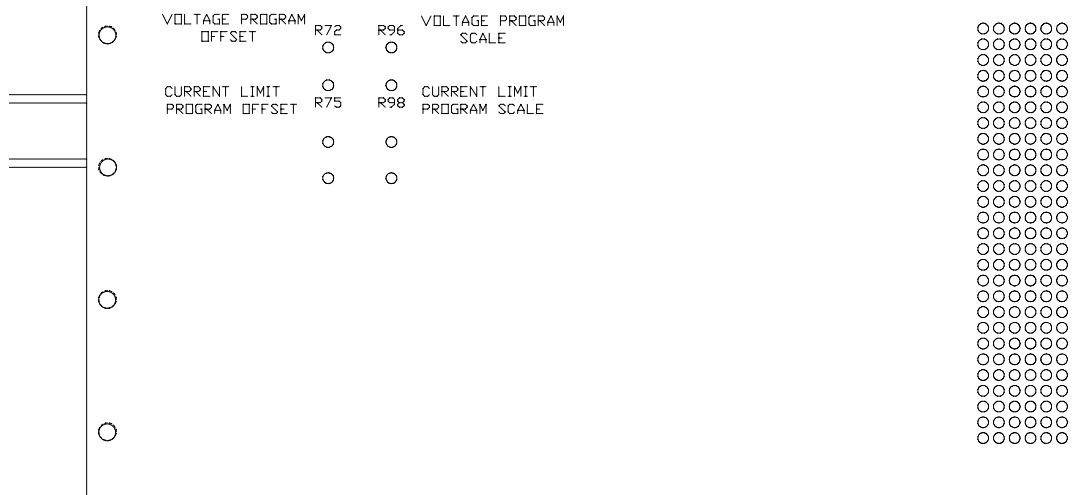 VOLTAGE PROGRAM
OFFSET
R72
R96
VOLTAGE PROGRAM
SCALE
CURRENT LIMIT
PROGRAM OFFSET
R75
R98
CURRENT LIMIT
PROGRAM SCALE